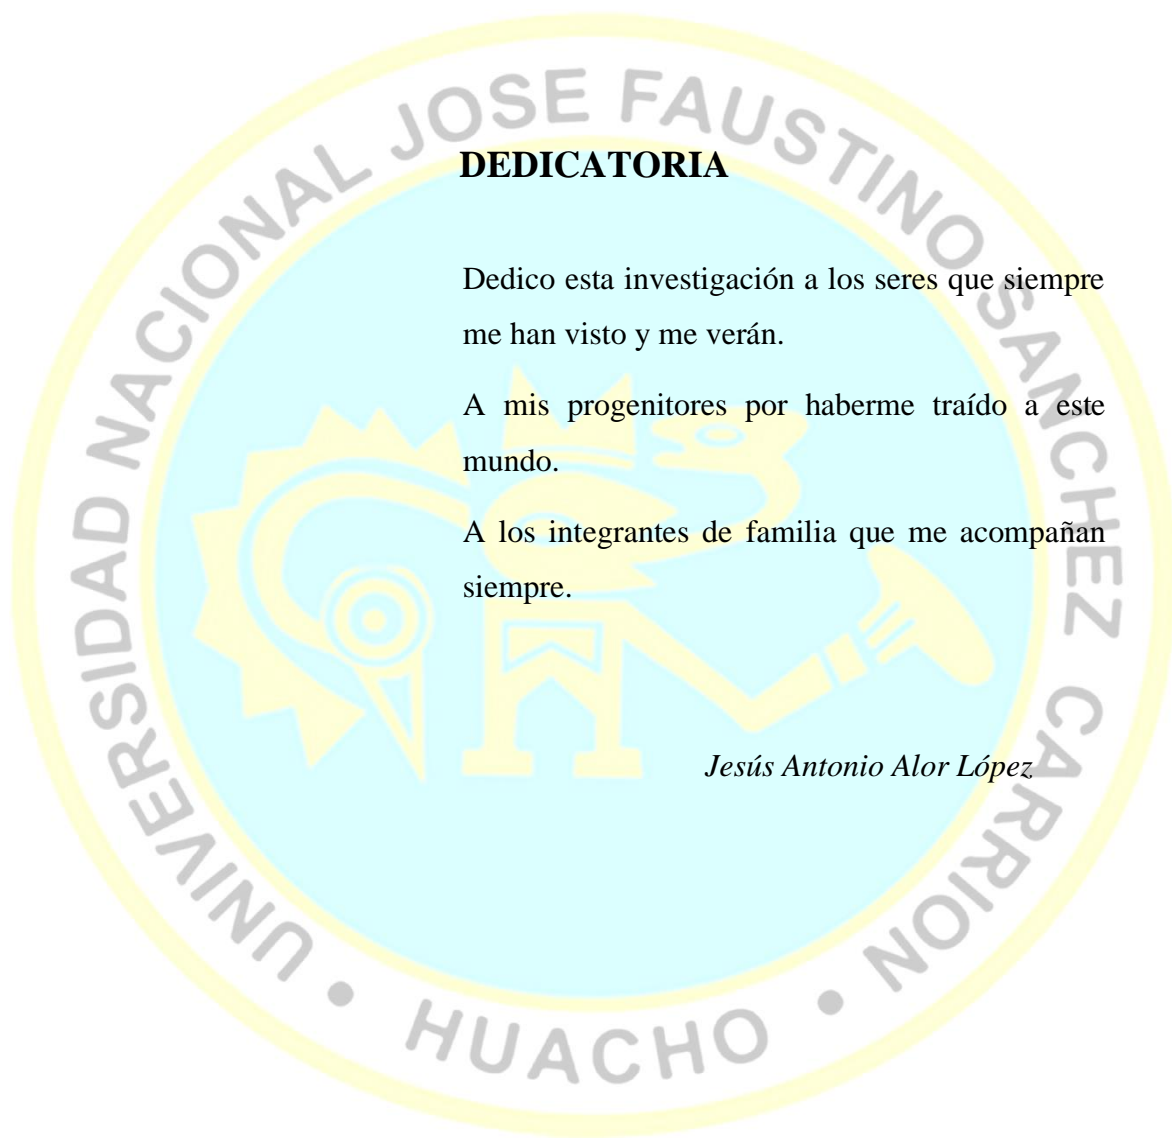 UNIVERSIDAD NACIONAL JOSE FAUSTINO SANCHEZ CARRION
• HUACHO •
DEDICATORIA
Dedico esta investigación a los seres que siempre
me han visto y me verán.
A mis progenitores por haberme traído a este
mundo.
A los integrantes de familia que me acompañan
siempre.
Jesús Antonio Alor López